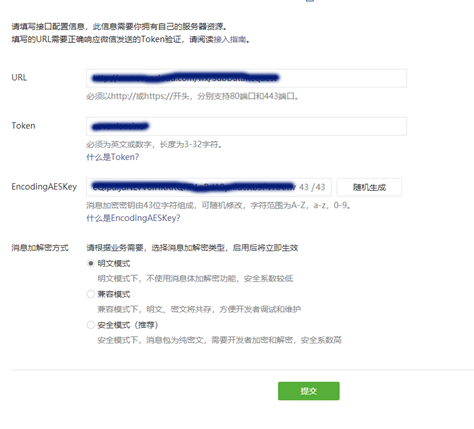 请填写接口配置信息，此信息需要你拥有自己的服务器资源。
填写的URL需要正确响应微信发送的Token验证，请阅读接入指南。
URL
必须以http://或https://开头，分别支持80端口和443端口。
Token
必须为英文或数字，长度为3-32字符。
什么是Token?
EncodingAESKey
43 /43
随机生成
消息加密密钥由43位字符组成，可随机修改，字符范围为A-Z，a-z，0-9。
什么是EncodingAESKey?
消息加解密方式
请根据业务需要，选择消息加解密类型，启用后将立即生效
明文模式
明文模式下，不使用消息体加解密功能，安全系数较低
兼容模式
兼容模式下，明文、密文将共存，方便开发者调试和维护
安全模式（推荐）
安全模式下，消息包为纯密文，需要开发者加密和解密，安全系数高
提交